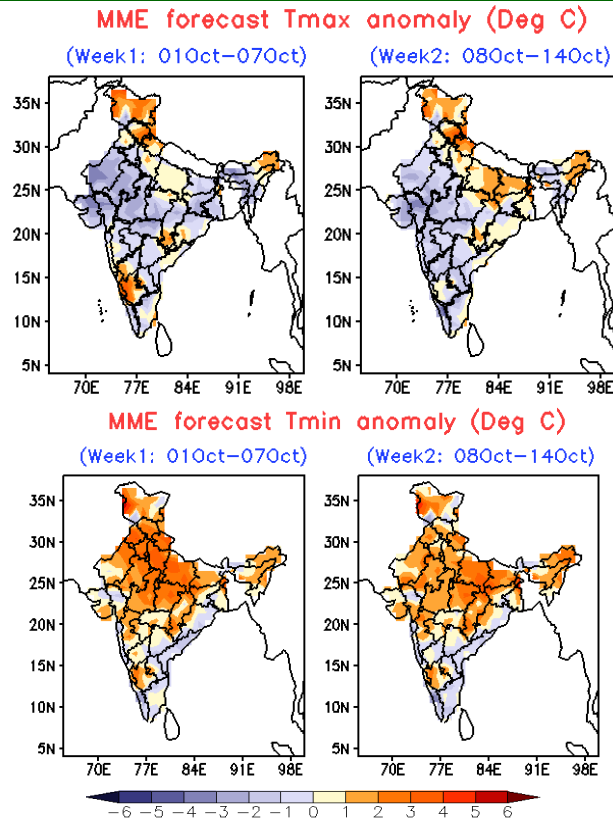 MME forecast Tmax anomaly (Deg C)
(Week1: 01Oct-07Oct) (Week2: 08Oct-14Oct)
35N
30N
25N
20N
15N
10N
5N
70E 77E 84E 91E 98E
35N
30N
25N
20N
15N
10N
5N
70E 77E 84E 91E 98E
MME forecast Tmin anomaly (Deg C)
(Week1: 01Oct-07Oct) (Week2: 08Oct-14Oct)
35N
30N
25N
20N
15N
10N
5N
70E 77E 84E 91E 98E
35N
30N
25N
20N
15N
10N
5N
70E 77E 84E 91E 98E
-6 -5 -4 -3 -2 -1 0 1 2 3 4 5 6